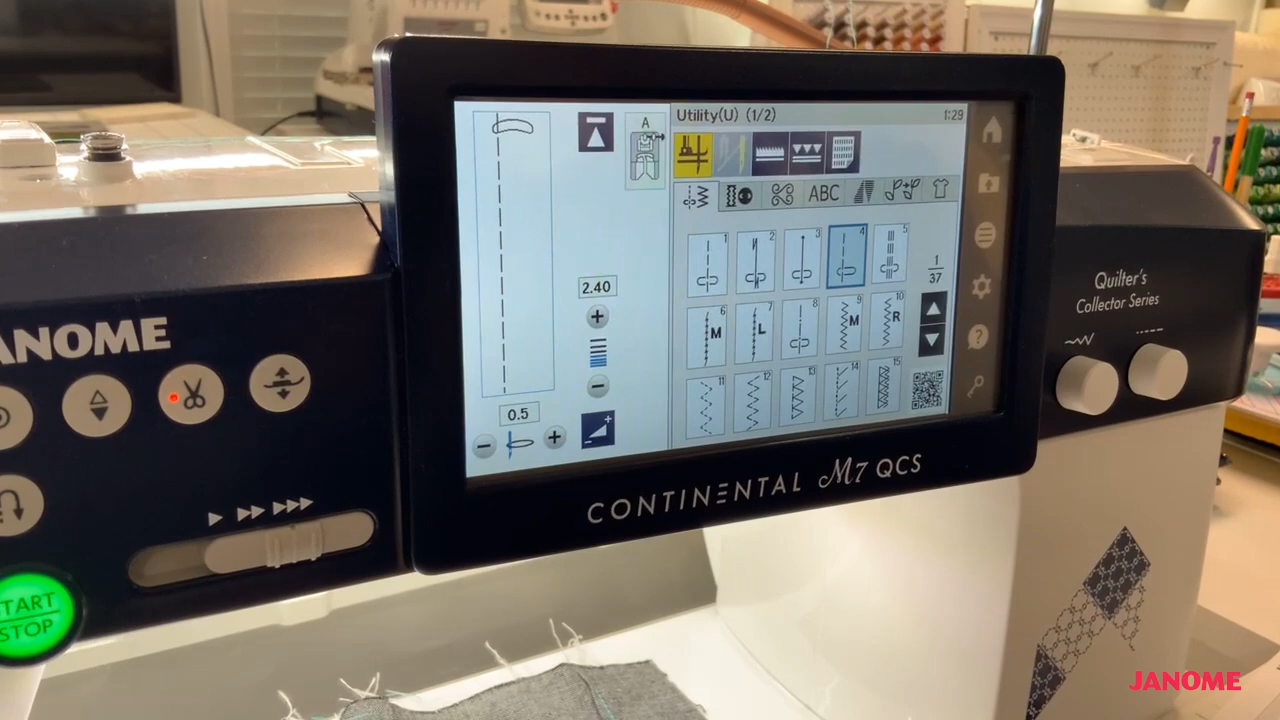 Utility(U) (1/2)
1:29
A
ABC
2.40
0.5
1
2
3
4
5
6
M
7
L
8
9
M
10
R
11
12
13
14
15
1
37
?
JANOME
START
STOP
CONTINENTAL M7 QCS
Quilter's
Collector Series
JANOME